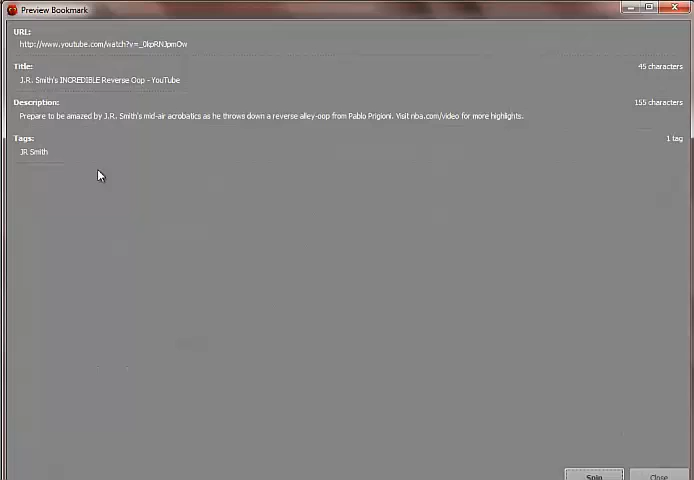 Preview Bookmark
URL:
http://www.youtube.com/watch?v=_0kpRNJpmOw
Title:
45 characters
J.R. Smith's INCREDIBLE Reverse Oop - YouTube
Description:
155 characters
Prepare to be amazed by J.R. Smith's mid-air acrobatics as he throws down a reverse alley-oop from Pablo Prigioni. Visit nba.com/video for more highlights.
Tags:
1 tag
JR Smith
Spin
Close